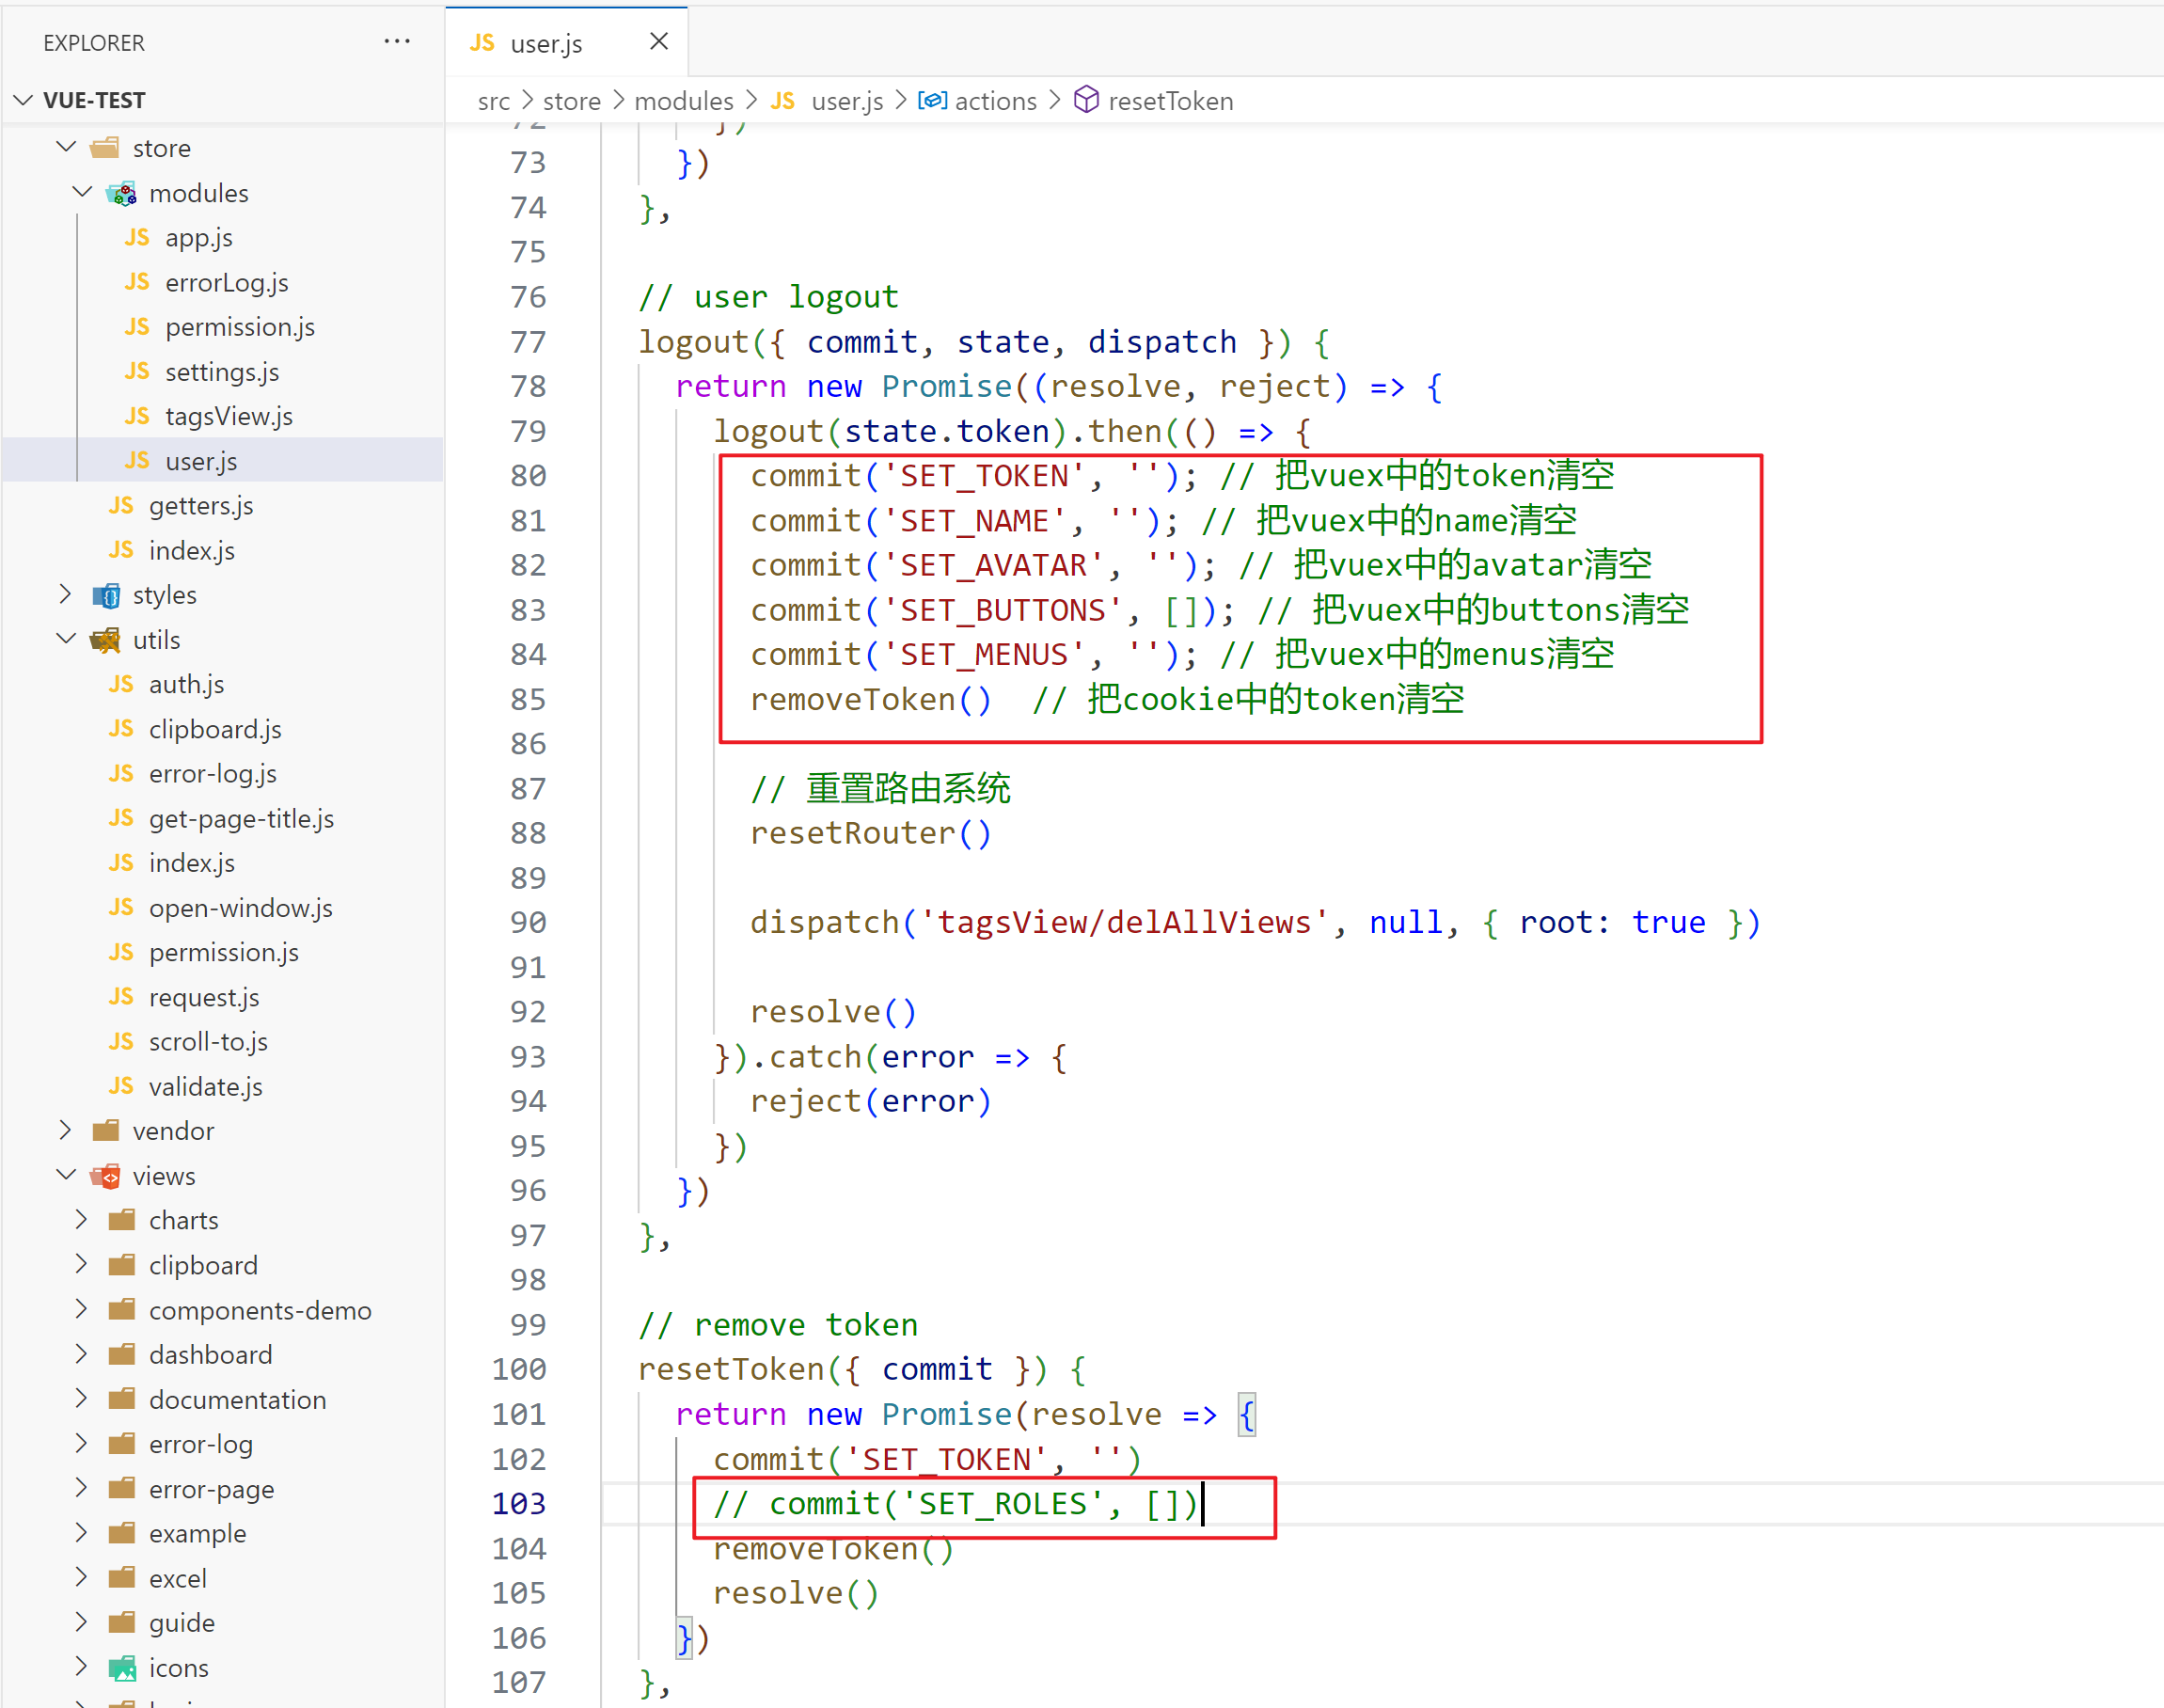 EXPLORER
···
VUE-TEST
store
modules
JS app.js
JS errorLog.js
JS permission.js
JS settings.js
JS tagsView.js
JS user.js
JS getters.js
JS index.js
styles
utils
JS auth.js
JS clipboard.js
JS error-log.js
JS get-page-title.js
JS index.js
JS open-window.js
JS permission.js
JS request.js
JS scroll-to.js
JS validate.js
vendor
views
charts
clipboard
components-demo
dashboard
documentation
error-log
error-page
example
excel
guide
icons
JS user.js
src > store > modules > JS user.js > actions > resetToken
72 })
73 })
74 },
75
76 // user logout
77 logout({ commit, state, dispatch }) {
78 return new Promise((resolve, reject) => {
79 logout(state.token).then(() => {
80 commit('SET_TOKEN', ''); // 把vuex中的token清空
81 commit('SET_NAME', ''); // 把vuex中的name清空
82 commit('SET_AVATAR', ''); // 把vuex中的avatar清空
83 commit('SET_BUTTONS', []); // 把vuex中的buttons清空
84 commit('SET_MENUS', ''); // 把vuex中的menus清空
85 removeToken() // 把cookie中的token清空
86
87 // 重置路由系统
88 resetRouter()
89
90 dispatch('tagsView/delAllViews', null, { root: true })
91
92 resolve()
93 }).catch(error => {
94 reject(error)
95 })
96 })
97 },
98
99 // remove token
100 resetToken({ commit }) {
101 return new Promise(resolve => {
102 commit('SET_TOKEN', '')
103 // commit('SET_ROLES', [])
104 removeToken()
105 resolve()
106 })
107 },